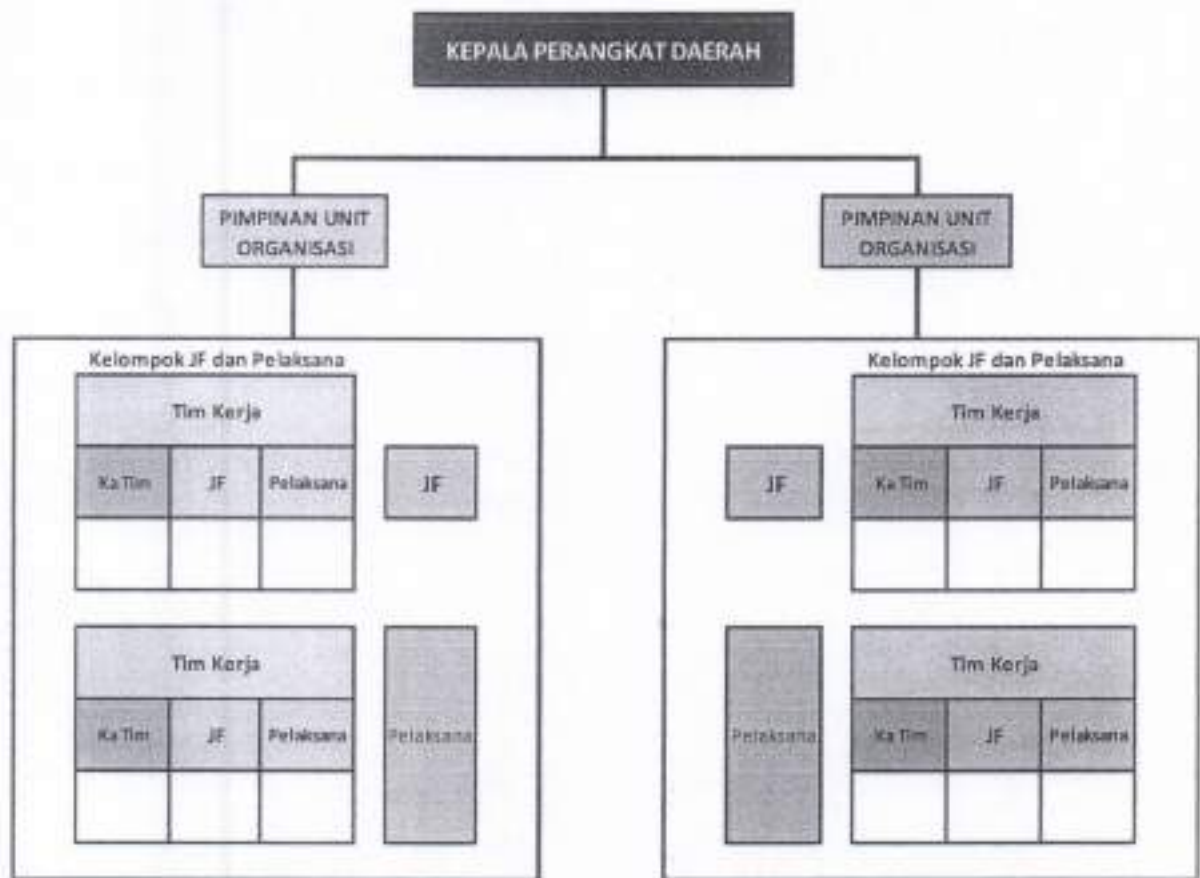 KEPALA PERANGKAT DAERAH
PIMPINAN UNIT
ORGANISASI
PIMPINAN UNIT
ORGANISASI
Kelompok JF dan Pelaksana
Tim Kerja
Ka Tim JF Pelaksana
JF
Tim Kerja
Ka Tim JF Pelaksana
Pelaksana
Kelompok JF dan Pelaksana
Tim Kerja
JF
Ka Tim JF Pelaksana
Tim Kerja
Pelaksana
Ka Tim JF Pelaksana